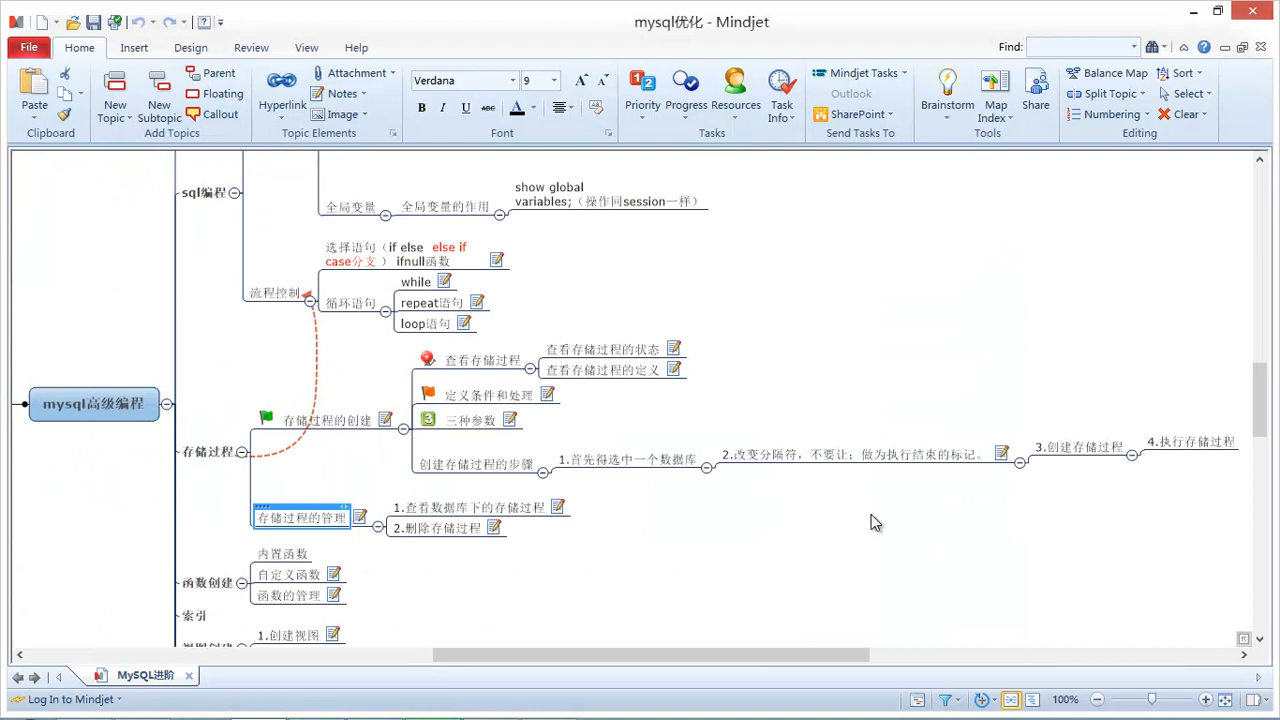 mysql优化 - Mindjet
File Home Insert Design Review View Help Find:
Paste
Clipboard
New Topic
New Subtopic
Parent
Floating
Callout
Add Topics
Hyperlink
Attachment
Notes
Image
Topic Elements
Verdana 9
B I U abc A
Font
Priority
Progress
Resources
Task Info
Tasks
Mindjet Tasks
Outlook
SharePoint
Send Tasks To
Brainstorm
Map Index
Share
Tools
Balance Map
Split Topic
Numbering
Sort
Select
Clear
Editing
sql编程
全局变量
全局变量的作用
show global
variables;（操作同session一样）
流程控制
选择语句（if else else if
case分支 ） ifnull函数
循环语句
while
repeat语句
loop语句
mysql高级编程
存储过程
存储过程的创建
查看存储过程
查看存储过程的状态
查看存储过程的定义
定义条件和处理
3 三种参数
创建存储过程的步骤
1.首先得选中一个数据库
2.改变分隔符，不要让；做为执行结束的标记。
3.创建存储过程
4.执行存储过程
存储过程的管理
1.查看数据库下的存储过程
2.删除存储过程
函数创建
内置函数
自定义函数
函数的管理
索引
视图创建
1.创建视图
MySQL进阶
Log In to Mindjet
100%